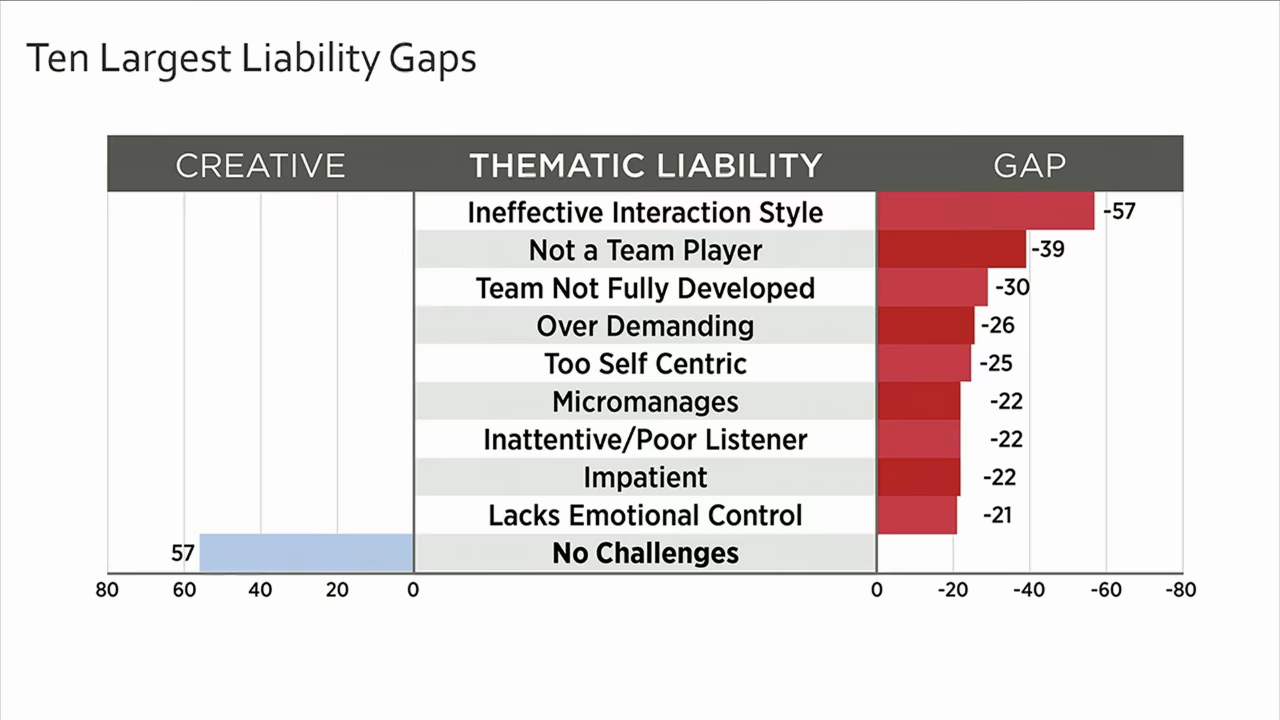 Ten Largest Liability Gaps
CREATIVE THEMATIC LIABILITY GAP
Ineffective Interaction Style -57
Not a Team Player -39
Team Not Fully Developed -30
Over Demanding -26
Too Self Centric -25
Micromanages -22
Inattentive/Poor Listener -22
Impatient -22
Lacks Emotional Control -21
57 No Challenges
80 60 40 20 0 0 -20 -40 -60 -80